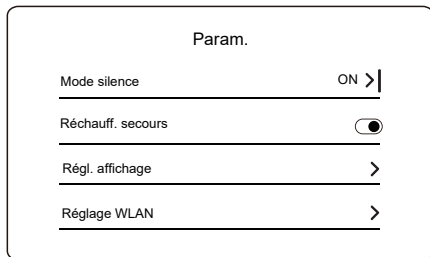 Param.
Mode silence ON >
Réchauff. secours
Régl. affichage >
Réglage WLAN >